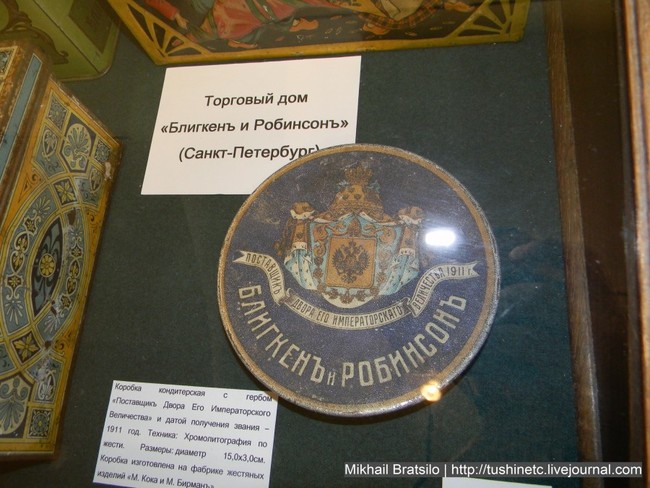 Торговый дом
«Блигкенъ и Робинсонъ»
(Санкт-Петербург)
ПОСТАВЩИКЪ ДВОРА ЕГО ИМПЕРАТОРСКАГО ВЕЛИЧЕСТВА 1911 г.
БЛИГКЕНЪ и РОБИНСОНЪ
Коробка кондитерская с гербом
«Поставщикъ Двора Его Императорского
Величества» и датой получения звания –
1911 год. Техника: Хромолитография по
жести. Размеры: диаметр 15,0х3,0см.
Коробка изготовлена на фабрике жестяных
изделий «М. Кока и М. Бирманъ»
Mikhail Bratsilo | http://tushinetc.livejournal.com/